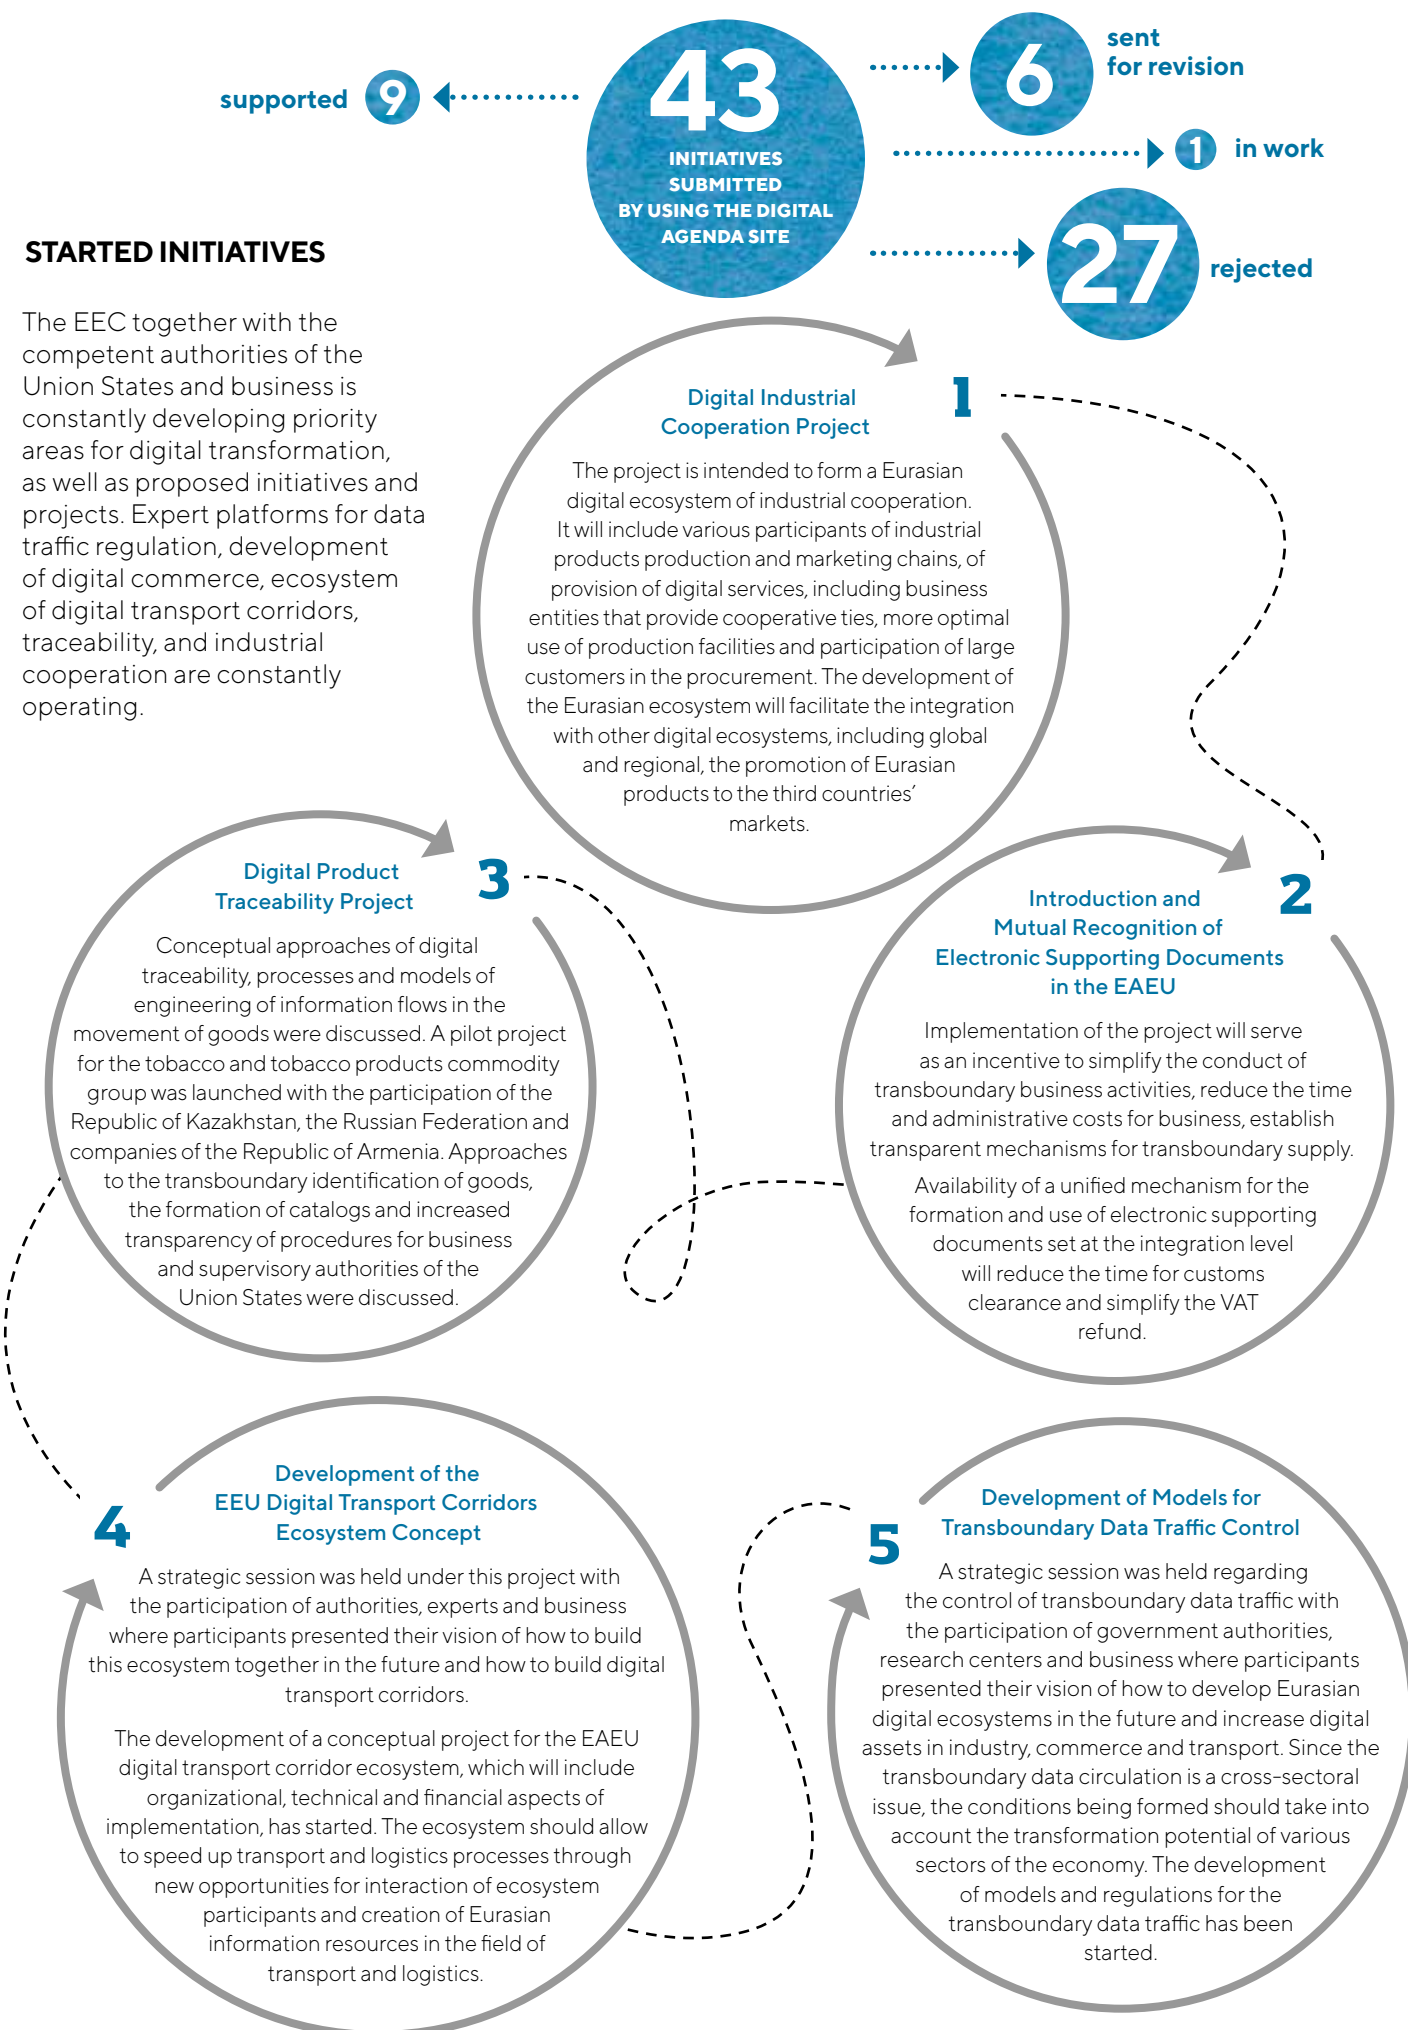 supported 9
43
INITIATIVES
SUBMITTED
BY USING THE DIGITAL
AGENDA SITE
6
sent
for revision
1 in work
27 rejected
STARTED INITIATIVES
The EEC together with the
competent authorities of the
Union States and business is
constantly developing priority
areas for digital transformation,
as well as proposed initiatives and
projects. Expert platforms for data
traffic regulation, development
of digital commerce, ecosystem
of digital transport corridors,
traceability, and industrial
cooperation are constantly
operating.
1
Digital Industrial
Cooperation Project
The project is intended to form a Eurasian
digital ecosystem of industrial cooperation.
It will include various participants of industrial
products production and marketing chains, of
provision of digital services, including business
entities that provide cooperative ties, more optimal
use of production facilities and participation of large
customers in the procurement. The development of
the Eurasian ecosystem will facilitate the integration
with other digital ecosystems, including global
and regional, the promotion of Eurasian
products to the third countries’
markets.
2
Introduction and
Mutual Recognition of
Electronic Supporting Documents
in the EAEU
Implementation of the project will serve
as an incentive to simplify the conduct of
transboundary business activities, reduce the time
and administrative costs for business, establish
transparent mechanisms for transboundary supply.
Availability of a unified mechanism for the
formation and use of electronic supporting
documents set at the integration level
will reduce the time for customs
clearance and simplify the VAT
refund.
3
Digital Product
Traceability Project
Conceptual approaches of digital
traceability, processes and models of
engineering of information flows in the
movement of goods were discussed. A pilot project
for the tobacco and tobacco products commodity
group was launched with the participation of the
Republic of Kazakhstan, the Russian Federation and
companies of the Republic of Armenia. Approaches
to the transboundary identification of goods,
the formation of catalogs and increased
transparency of procedures for business
and supervisory authorities of the
Union States were discussed.
4
Development of the
EEU Digital Transport Corridors
Ecosystem Concept
A strategic session was held under this project with
the participation of authorities, experts and business
where participants presented their vision of how to build
this ecosystem together in the future and how to build digital
transport corridors.
The development of a conceptual project for the EAEU
digital transport corridor ecosystem, which will include
organizational, technical and financial aspects of
implementation, has started. The ecosystem should allow
to speed up transport and logistics processes through
new opportunities for interaction of ecosystem
participants and creation of Eurasian
information resources in the field of
transport and logistics.
5
Development of Models for
Transboundary Data Traffic Control
A strategic session was held regarding
the control of transboundary data traffic with
the participation of government authorities,
research centers and business where participants
presented their vision of how to develop Eurasian
digital ecosystems in the future and increase digital
assets in industry, commerce and transport. Since the
transboundary data circulation is a cross-sectoral
issue, the conditions being formed should take into
account the transformation potential of various
sectors of the economy. The development
of models and regulations for the
transboundary data traffic has been
started.